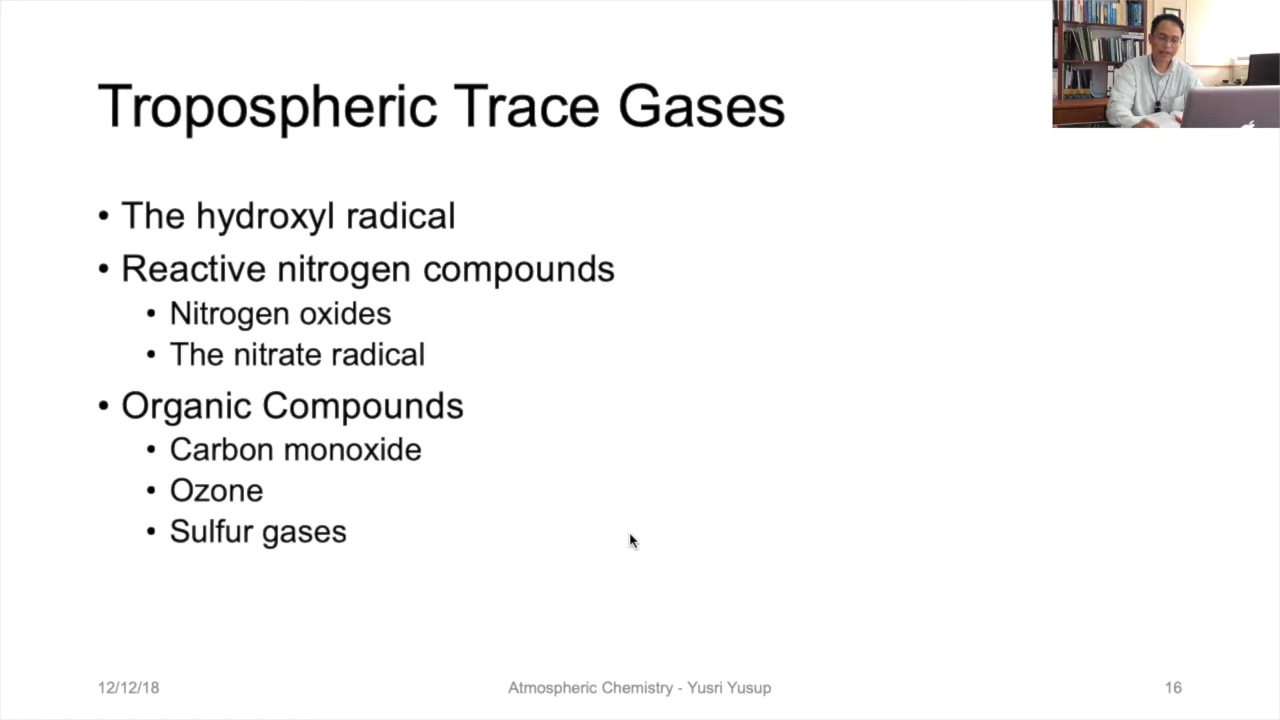 Tropospheric Trace Gases
• The hydroxyl radical
• Reactive nitrogen compounds
• Nitrogen oxides
• The nitrate radical
• Organic Compounds
• Carbon monoxide
• Ozone
• Sulfur gases
12/12/18
Atmospheric Chemistry - Yusri Yusup
16